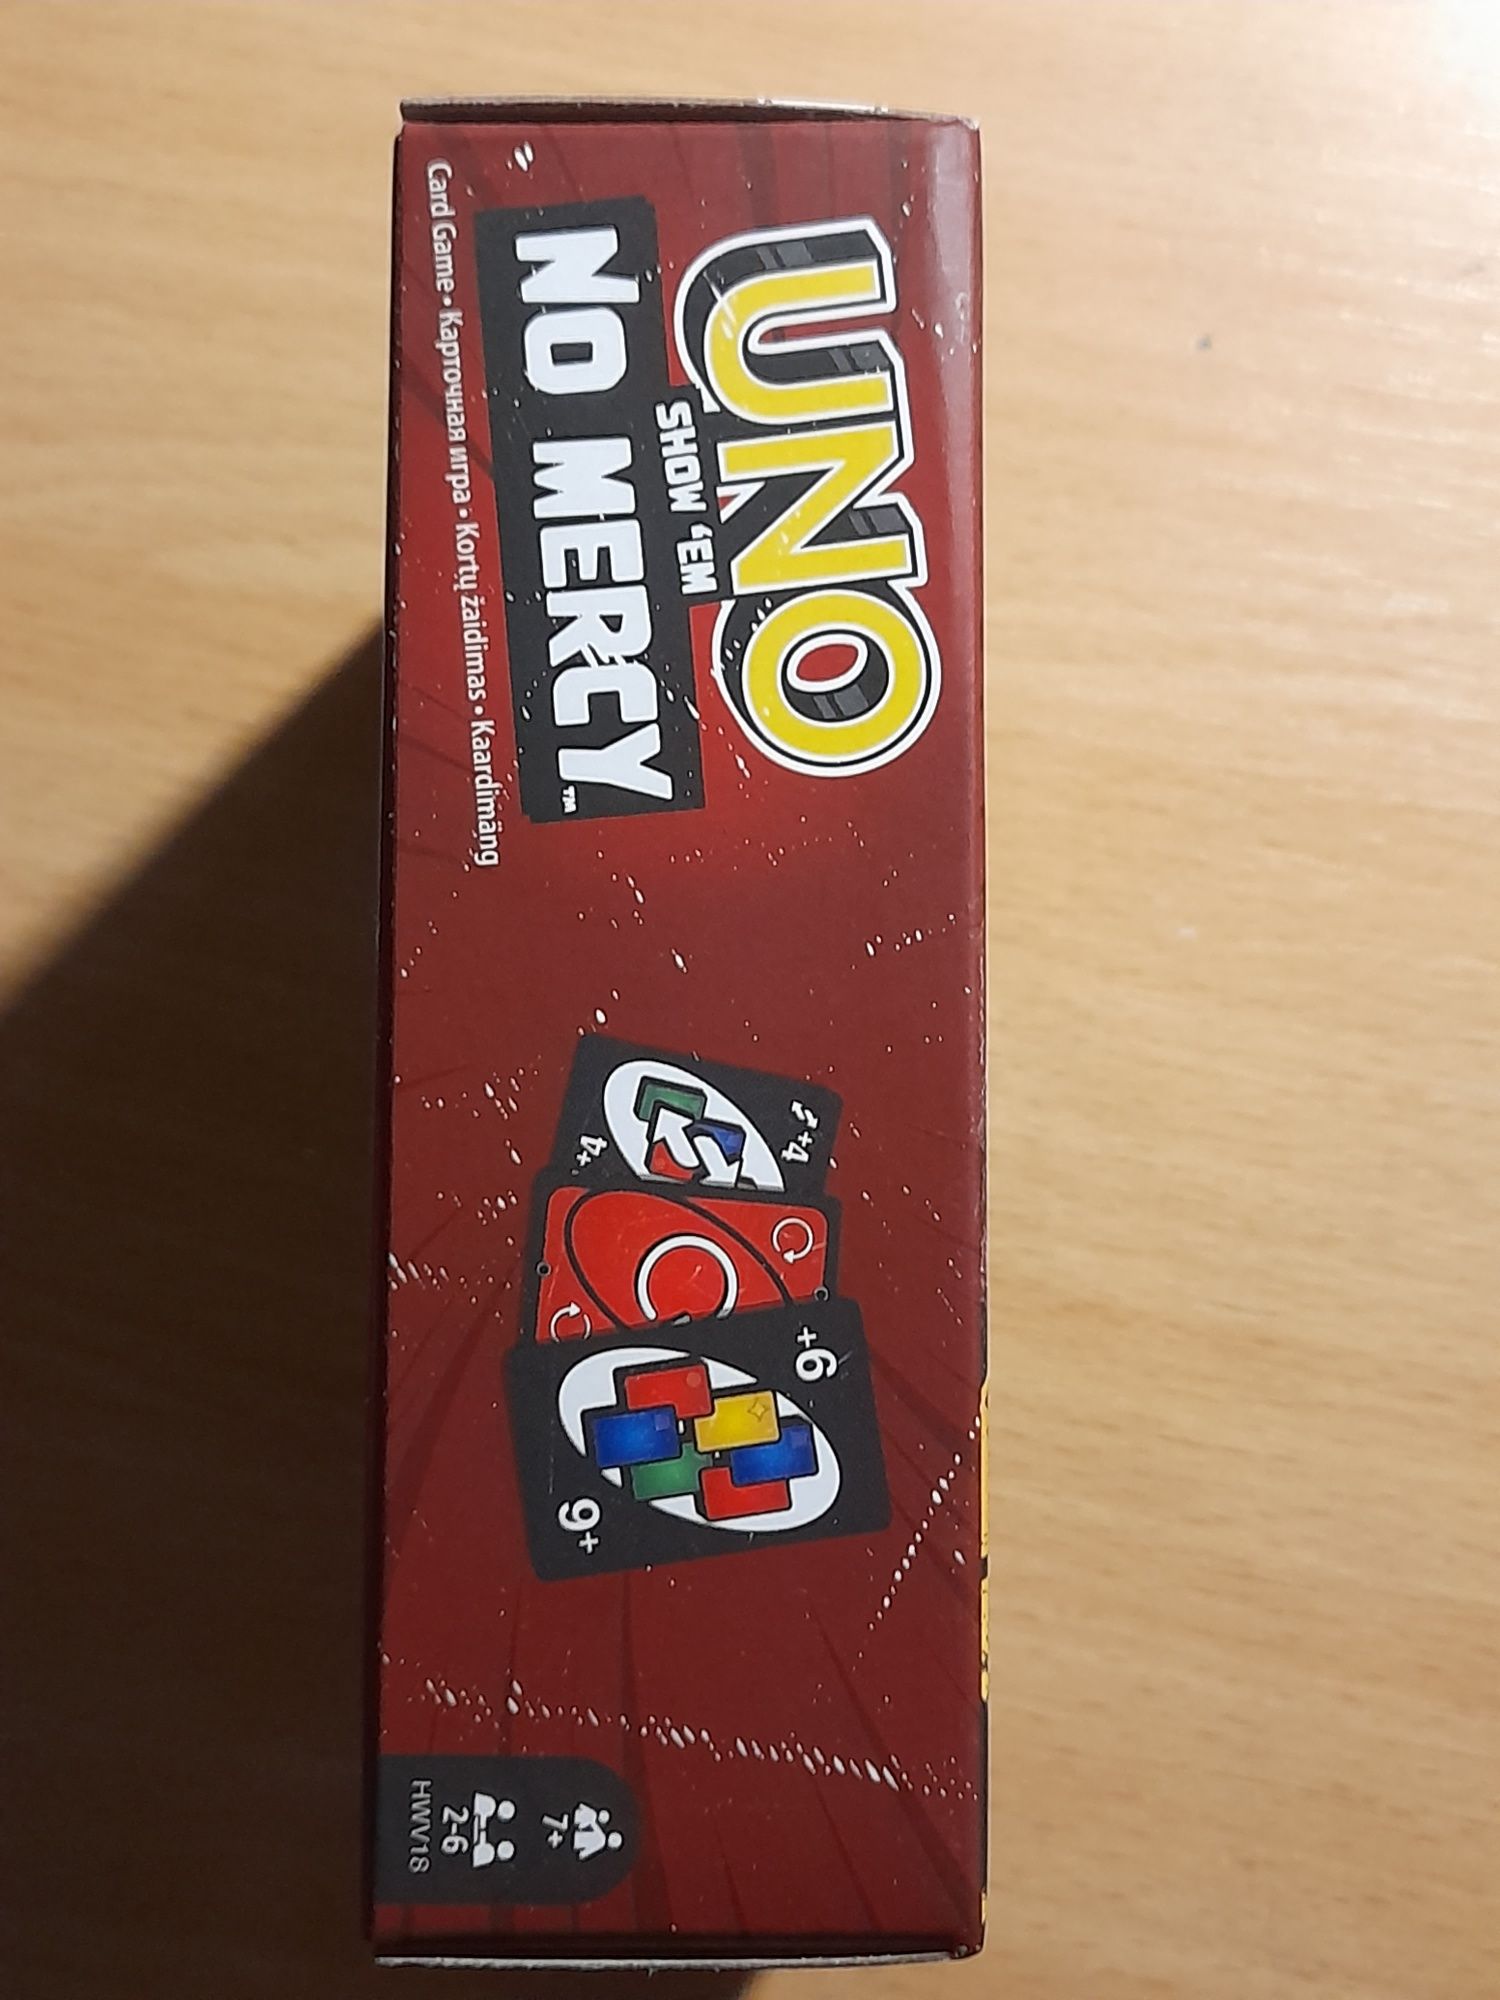 UNO
SHOW 'EM
NO MERCY™
Card Game • Карточная игра • Kortų žaidimas • Kaardimäng
+4
+4
+6
+6
7+
2-6
HWV18